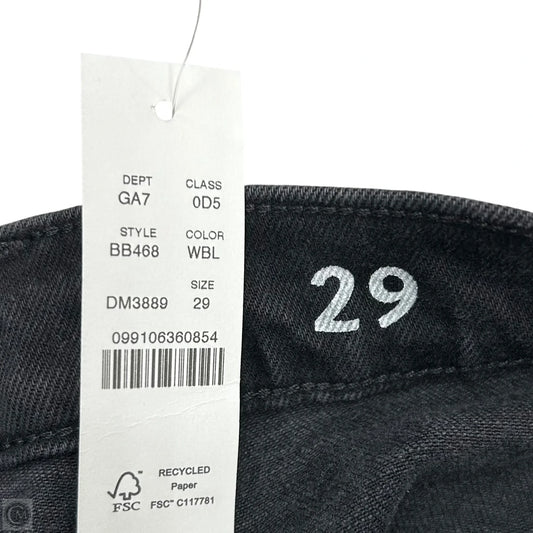 DEPT CLASS
GA7 0D5
STYLE COLOR
BB468 WBL
SIZE
DM3889 29
099106360854
RECYCLED
Paper
FSC
FSC™ C117781
29